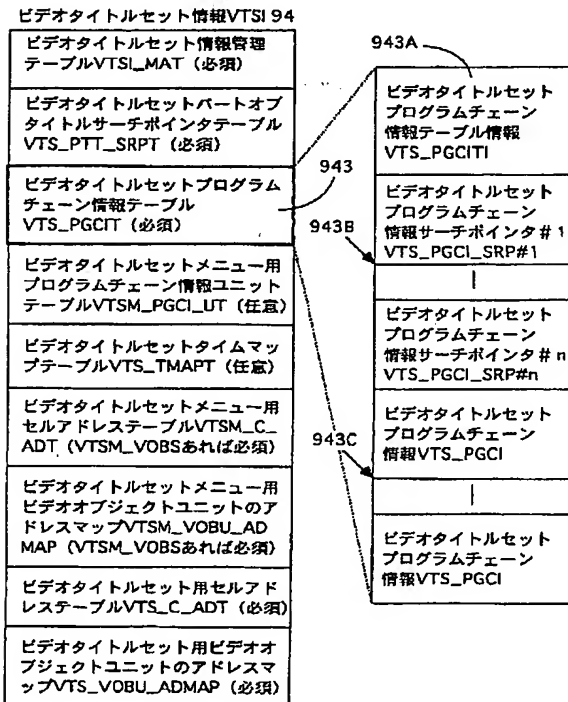 ビデオタイトルセット情報VTSI 94
ビデオタイトルセット情報管理
テーブルVTSI_MAT(必須)
ビデオタイトルセットパートオブ
タイトルサーチポインタテーブル
VTS_PTT_SRPT(必須)
ビデオタイトルセットプログラム
チェーン情報テーブル
VTS_PGCIT(必須)
ビデオタイトルセットメニュー用
プログラムチェーン情報ユニット
テーブルVTSM_PGCI_UT(任意)
ビデオタイトルセットタイムマッ
プテーブルVTS_TMAPT(任意)
ビデオタイトルセットメニュー用
セルアドレステーブルVTSM_C_
ADT(VTSM_VOBSあれば必須)
ビデオタイトルセットメニュー用
ビデオオブジェクトユニットのア
ドレスマップVTSM_VOBU_AD
MAP(VTSM_VOBSあれば必須)
ビデオタイトルセット用セルアド
レステーブルVTS_C_ADT(必須)
ビデオタイトルセット用ビデオオ
ブジェクトユニットのアドレスマ
ップVTS_VOBU_ADMAP(必須)
943
943A
ビデオタイトルセット
プログラムチェーン
情報テーブル情報
VTS_PGCITI
943B
ビデオタイトルセット
プログラムチェーン
情報サーチポインタ#1
VTS_PGCI_SRP#1
ビデオタイトルセット
プログラムチェーン
情報サーチポインタ#n
VTS_PGCI_SRP#n
943C
ビデオタイトルセット
プログラムチェーン
情報VTS_PGCI
ビデオタイトルセット
プログラムチェーン
情報VTS_PGCI